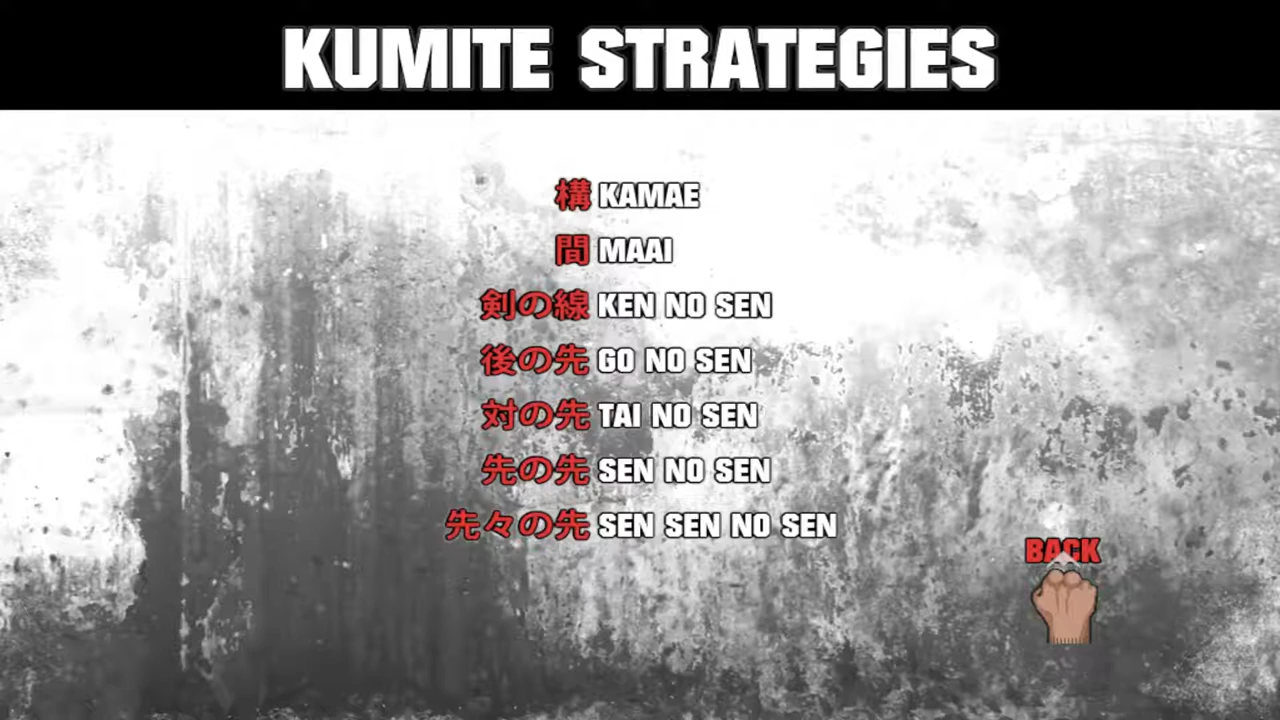 KUMITE STRATEGIES
構 KAMAE
間 MAAI
剣の線 KEN NO SEN
後の先 GO NO SEN
対の先 TAI NO SEN
先の先 SEN NO SEN
先々の先 SEN SEN NO SEN
BACK